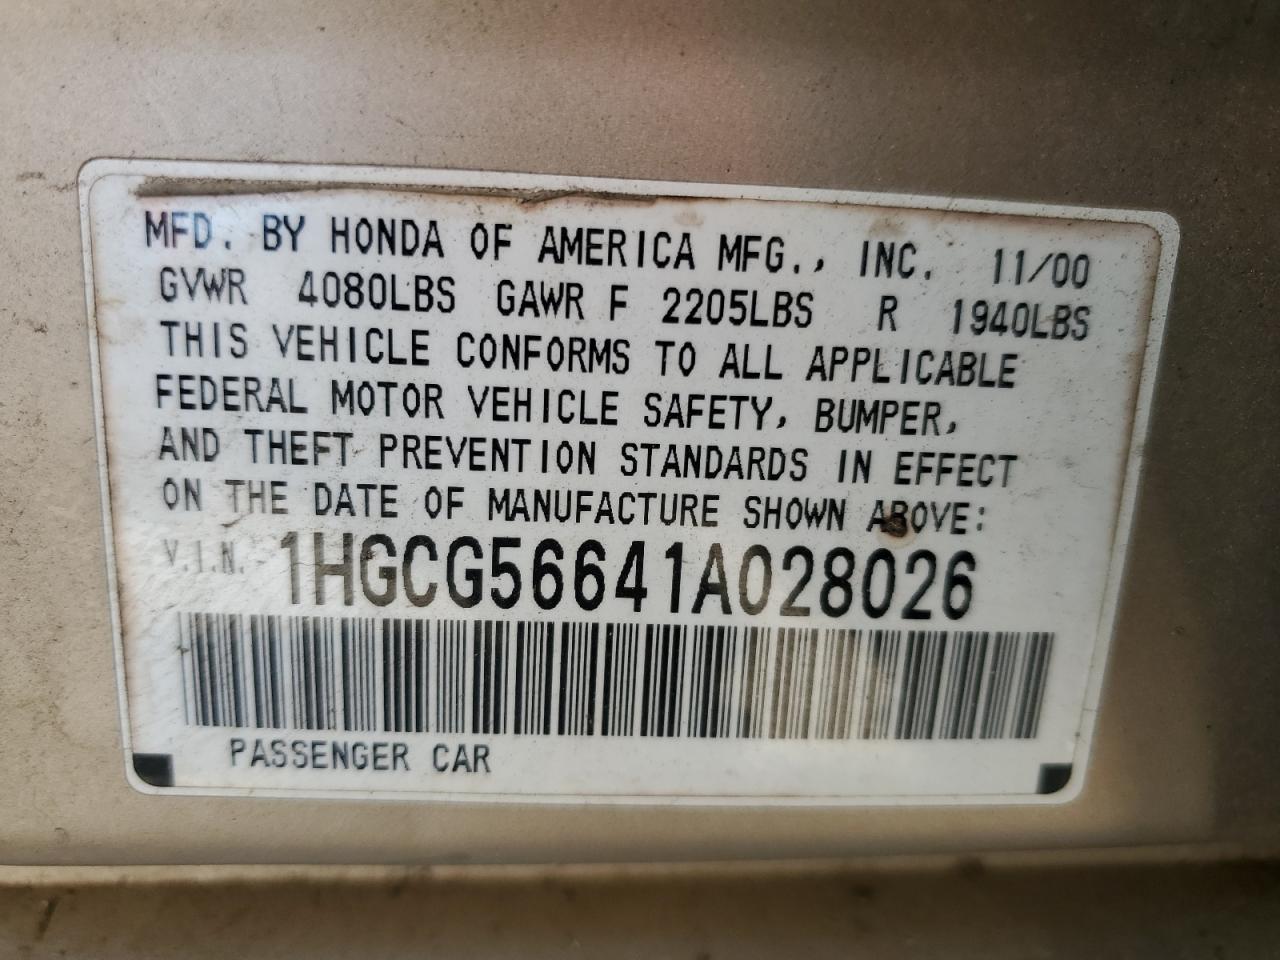 MFD. BY HONDA OF AMERICA MFG., INC. 11/00
GVWR 4080LBS GAWR F 2205LBS R 1940LBS
THIS VEHICLE CONFORMS TO ALL APPLICABLE
FEDERAL MOTOR VEHICLE SAFETY, BUMPER,
AND THEFT PREVENTION STANDARDS IN EFFECT
ON THE DATE OF MANUFACTURE SHOWN ABOVE:
V.I.N. 1HGCG56641A028026
PASSENGER CAR